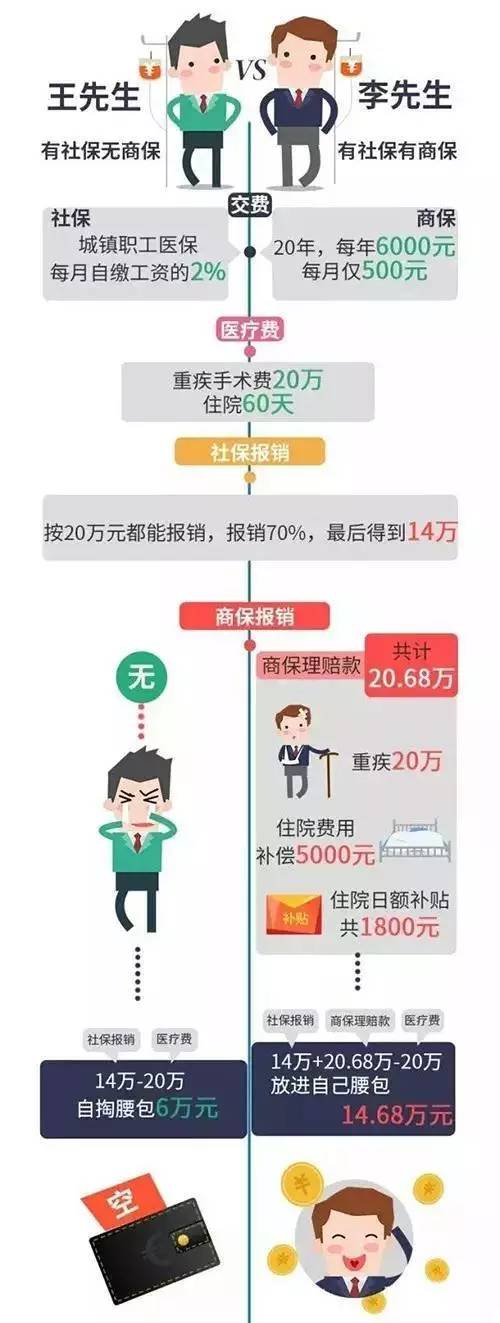 VS
王先生
李先生
有社保无商保
有社保有商保
交费
社保
城镇职工医保
每月自缴工资的2%
商保
20年，每年6000元
每月仅500元
医疗费
重疾手术费20万
住院60天
社保报销
按20万元都能报销，报销70%，最后得到14万
商保报销
无
商保理赔款
共计
20.68万
重疾20万
住院费用
补偿5000元
补贴
住院日额补贴
共1800元
社保报销
医疗费
14万-20万
自掏腰包6万元
社保报销
商保理赔款
医疗费
14万+20.68万-20万
放进自己腰包
14.68万元
空